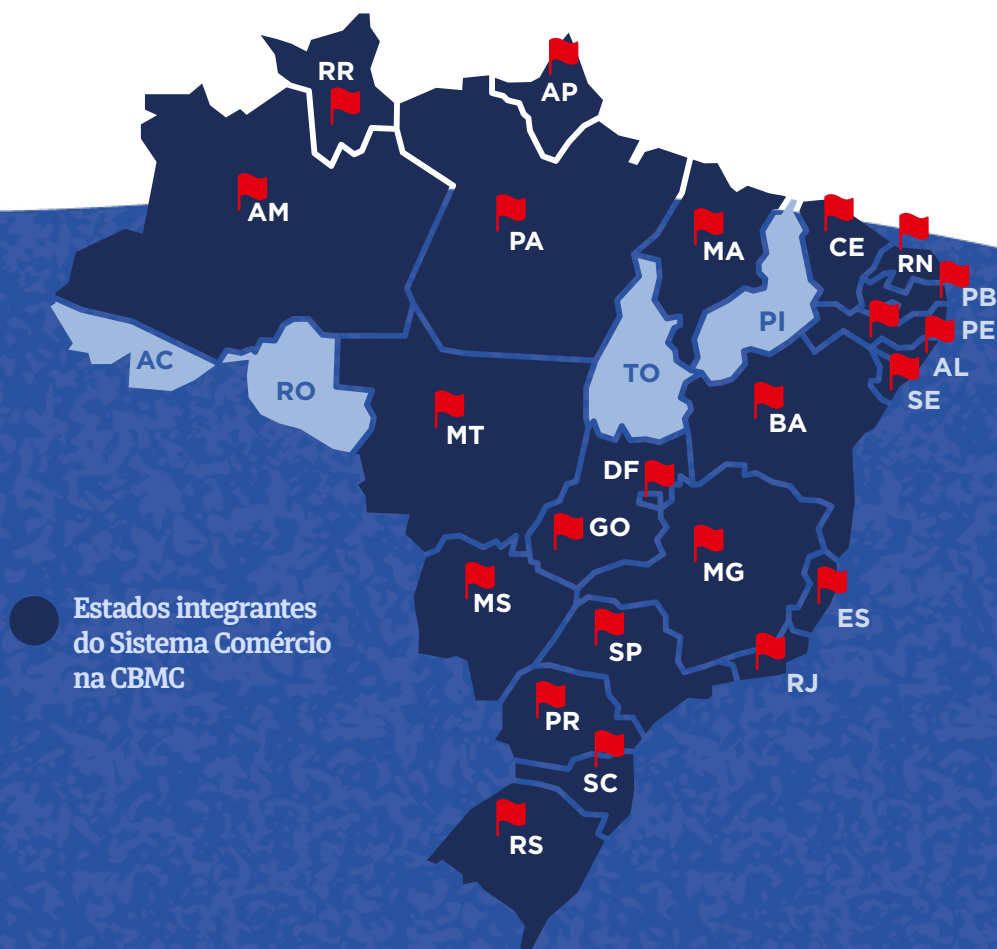 RR
AP
AM
PA
MA
CE
RN
PB
PI
PE
AC
TO
AL
RO
SE
BA
MT
DF
GO
MG
MS
ES
SP
RJ
PR
SC
RS
Estados integrantes
do Sistema Comércio
na CBMC